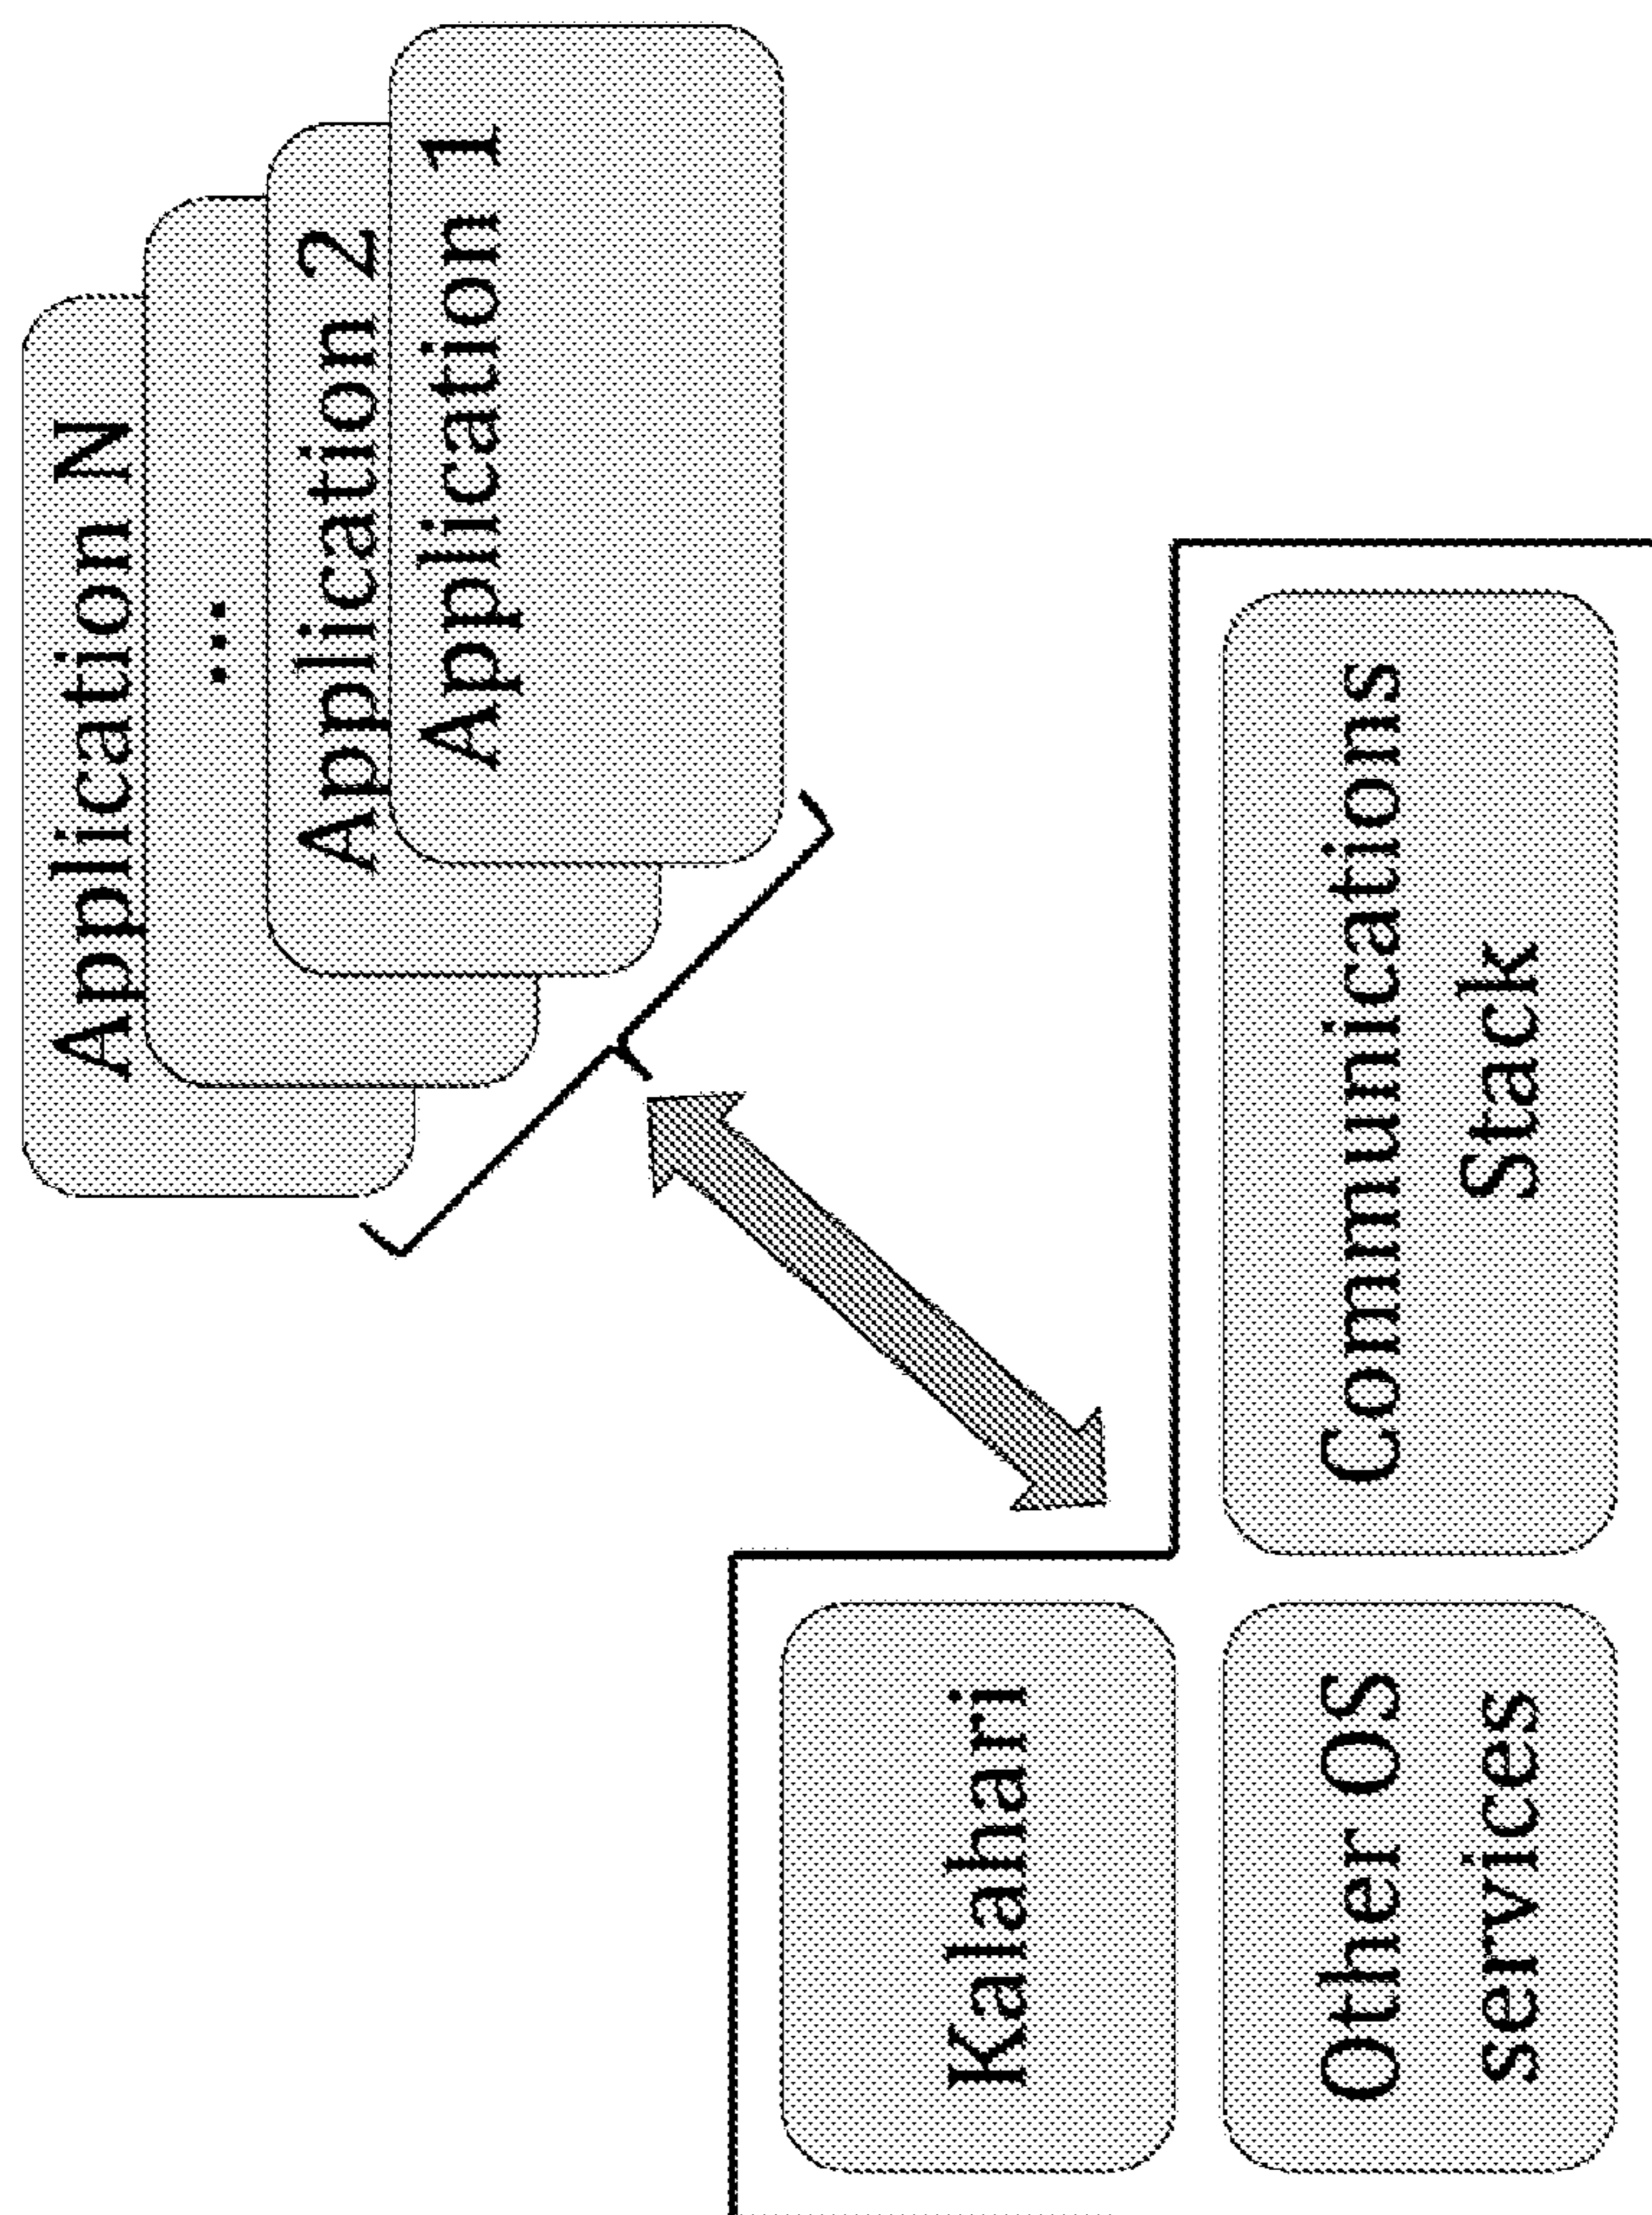 Application N
...
Application 2
Application 1
Kalahari
Other OS
services
Communications
Stack